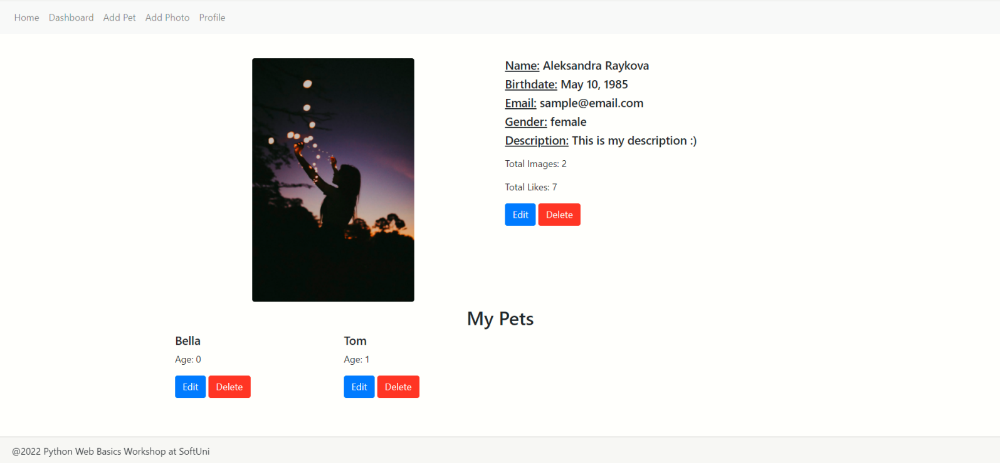 Home Dashboard Add Pet Add Photo Profile
Name: Aleksandra Raykova
Birthdate: May 10, 1985
Email: sample@email.com
Gender: female
Description: This is my description :)
Total Images: 2
Total Likes: 7
Edit Delete
My Pets
Bella
Age: 0
Edit Delete
Tom
Age: 1
Edit Delete
@2022 Python Web Basics Workshop at SoftUni